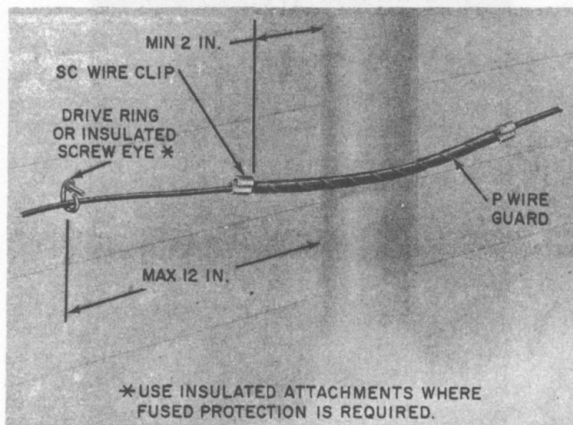 MIN 2 IN.
SC WIRE CLIP
DRIVE RING
OR INSULATED
SCREW EYE *
P WIRE
GUARD
MAX 12 IN.
*USE INSULATED ATTACHMENTS WHERE
FUSED PROTECTION IS REQUIRED.